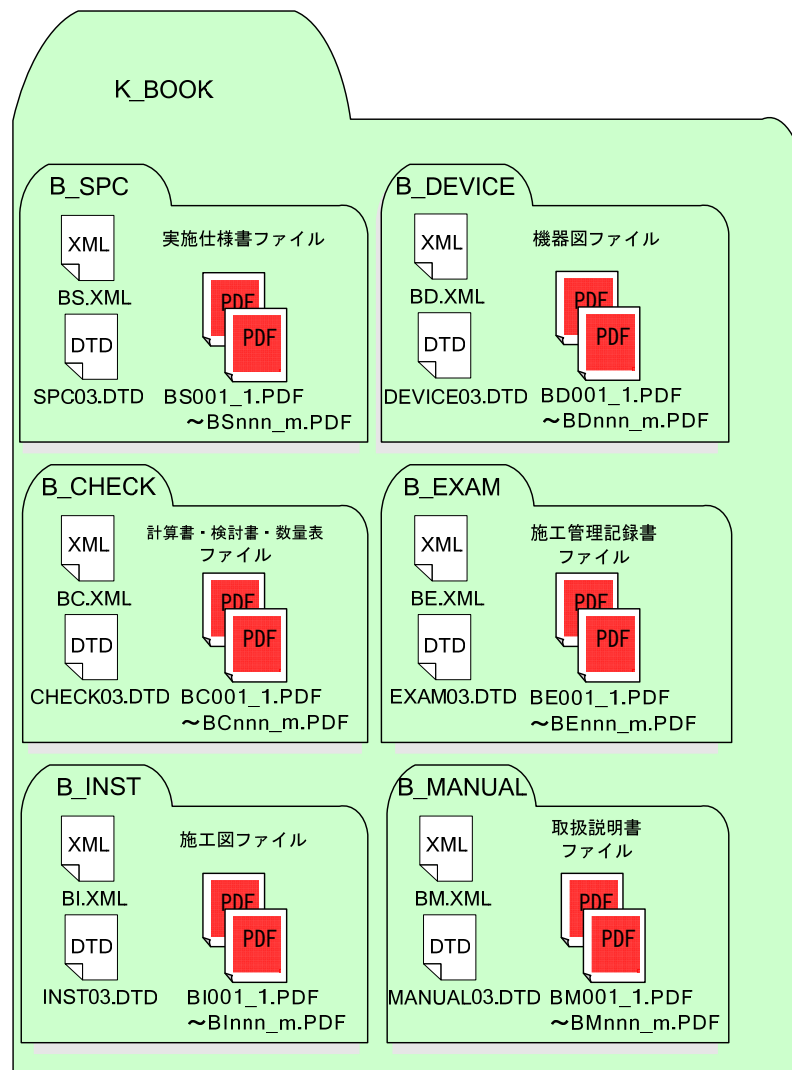 K_BOOK
B_SPC
XML
BS.XML
DTD
SPC03.DTD
実施仕様書ファイル
PDF
PDF
BS001_1.PDF
～BSnnn_m.PDF
B_DEVICE
XML
BD.XML
DTD
DEVICE03.DTD
機器図ファイル
PDF
PDF
BD001_1.PDF
～BDnnn_m.PDF
B_CHECK
XML
BC.XML
DTD
CHECK03.DTD
計算書・検討書・数量表
ファイル
PDF
PDF
BC001_1.PDF
～BCnnn_m.PDF
B_EXAM
XML
BE.XML
DTD
EXAM03.DTD
施工管理記録書
ファイル
PDF
PDF
BE001_1.PDF
～BEnnn_m.PDF
B_INST
XML
BI.XML
DTD
INST03.DTD
施工図ファイル
PDF
PDF
BI001_1.PDF
～BInnn_m.PDF
B_MANUAL
XML
BM.XML
DTD
MANUAL03.DTD
取扱説明書
ファイル
PDF
PDF
BM001_1.PDF
～BMnnn_m.PDF